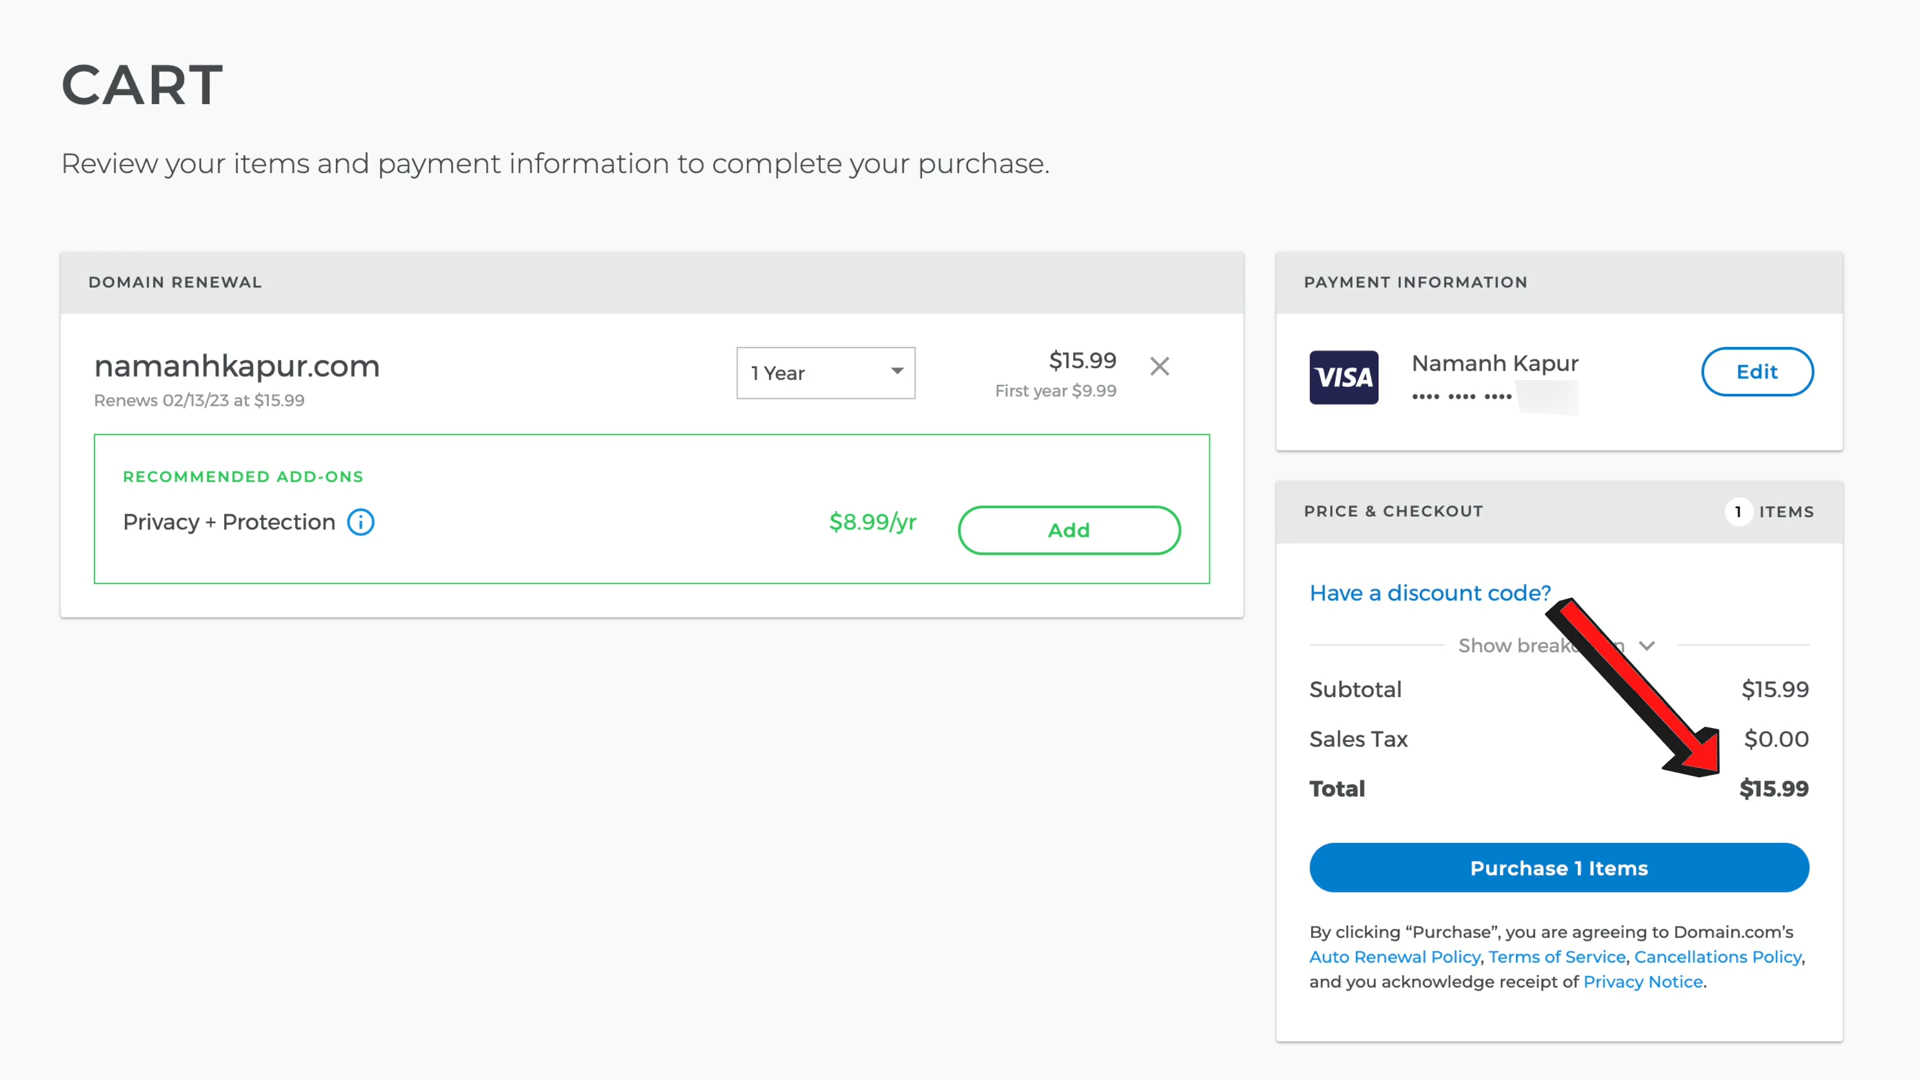 CART
Review your items and payment information to complete your purchase.
DOMAIN RENEWAL
namanhkapur.com
Renews 02/13/23 at $15.99
1 Year
$15.99
First year $9.99
RECOMMENDED ADD-ONS
Privacy + Protection
$8.99/yr
Add
PAYMENT INFORMATION
VISA
Namanh Kapur
•••• •••• ••••
Edit
PRICE & CHECKOUT
1 ITEMS
Have a discount code?
Show
Subtotal
$15.99
Sales Tax
$0.00
Total
$15.99
Purchase 1 Items
By clicking “Purchase”, you are agreeing to Domain.com’s
Auto Renewal Policy, Terms of Service, Cancellations Policy,
and you acknowledge receipt of Privacy Notice.